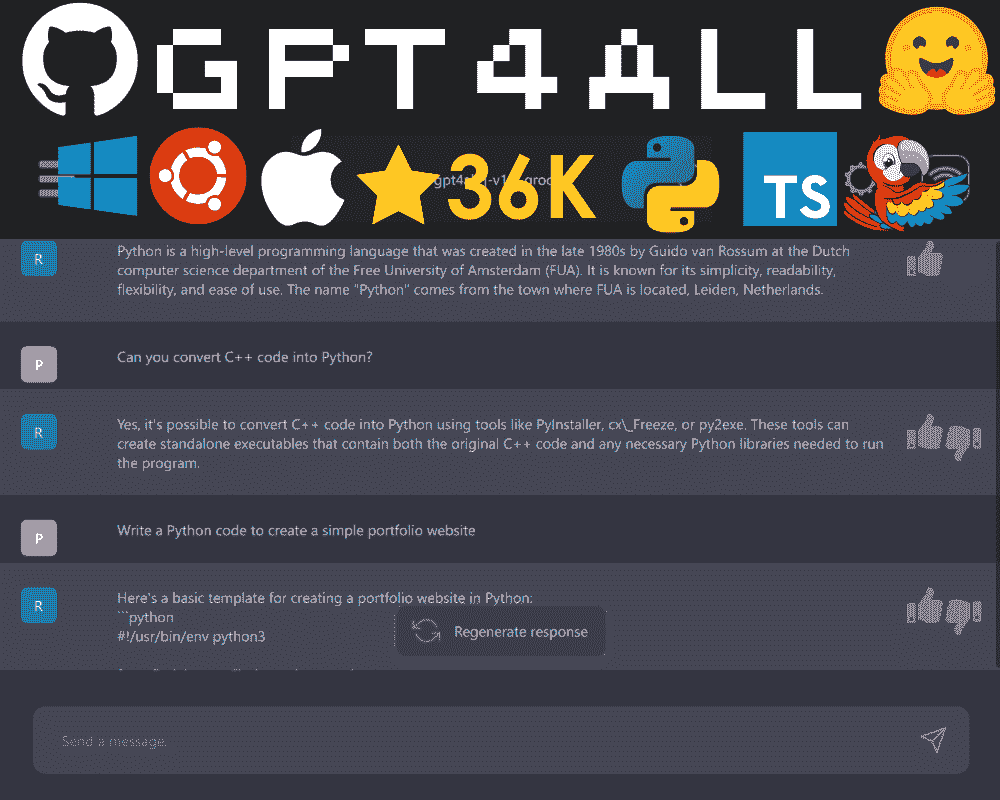 GPT4ALL
36K
TS
R
Python is a high-level programming language that was created in the late 1980s by Guido van Rossum at the Dutch
computer science department of the Free University of Amsterdam (FUA). It is known for its simplicity, readability,
flexibility, and ease of use. The name "Python" comes from the town where FUA is located, Leiden, Netherlands.
P
Can you convert C++ code into Python?
R
Yes, it's possible to convert C++ code into Python using tools like PyInstaller, cx\_Freeze, or py2exe. These tools can
create standalone executables that contain both the original C++ code and any necessary Python libraries needed to run
the program.
P
Write a Python code to create a simple portfolio website
R
Here's a basic template for creating a portfolio website in Python:
```python
#!/usr/bin/env python3
Regenerate response
Send a message.